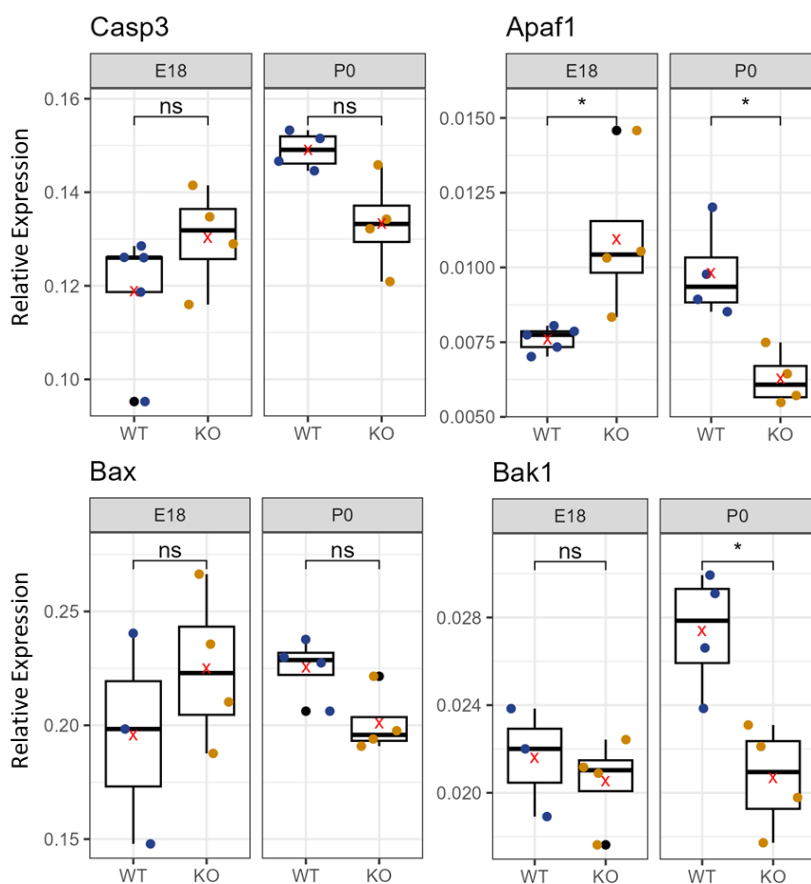 Casp3
E18
P0
Relative Expression
0.16
0.14
0.12
0.10
ns
ns
WT
KO
WT
KO
Apaf1
E18
P0
0.0150
0.0125
0.0100
0.0075
0.0050
*
*
WT
KO
WT
KO
Bax
E18
P0
Relative Expression
0.25
0.20
0.15
ns
ns
WT
KO
WT
KO
Bak1
E18
P0
0.028
0.024
0.020
ns
*
WT
KO
WT
KO